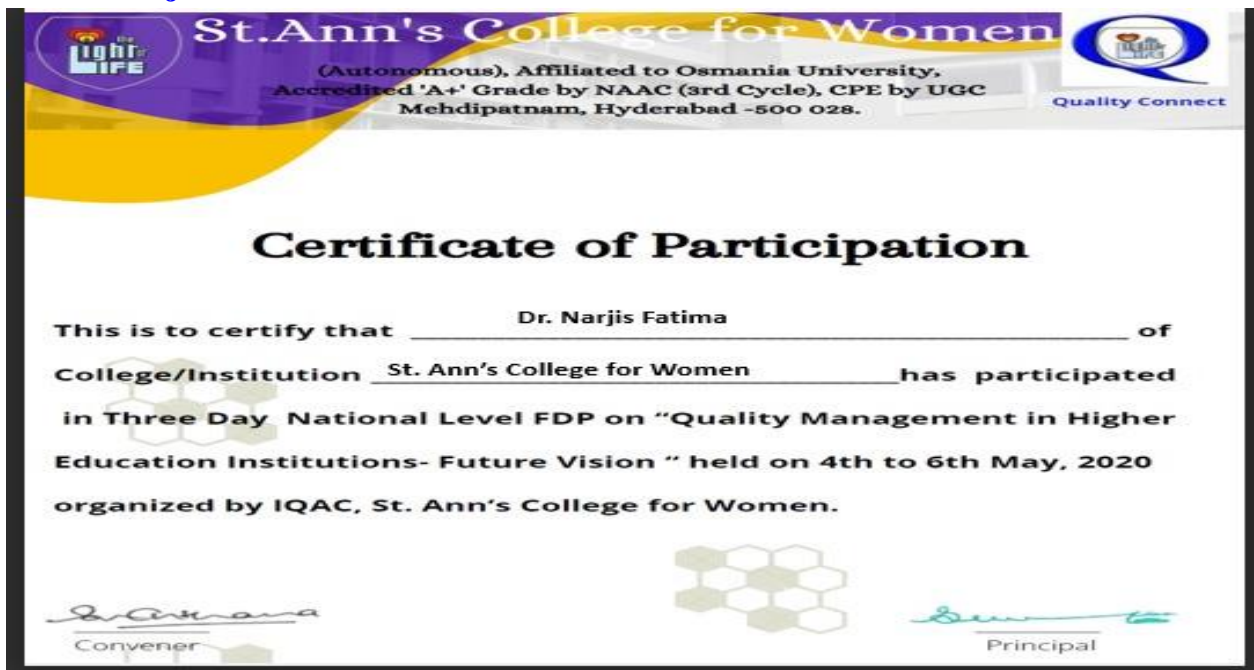 the
Light of
LIFE
St.Ann's College for Women
(Autonomous), Affiliated to Osmania University,
Accredited 'A+' Grade by NAAC (3rd Cycle), CPE by UGC
Mehdipatnam, Hyderabad -500 028.
Quality Connect
Certificate of Participation
This is to certify that Dr. Narjis Fatima of
College/Institution St. Ann’s College for Women has participated
in Three Day National Level FDP on “Quality Management in Higher
Education Institutions- Future Vision “ held on 4th to 6th May, 2020
organized by IQAC, St. Ann’s College for Women.
Convener
Principal